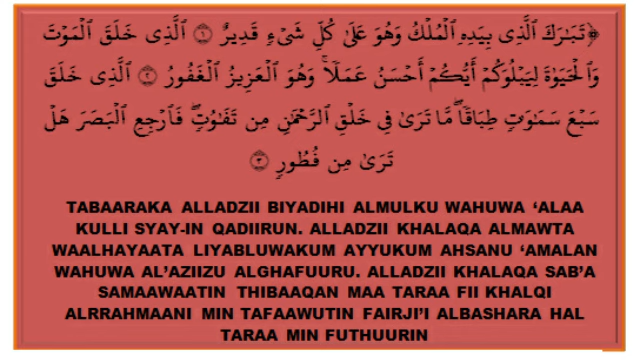 ﴿تَبَٰرَكَ ٱلَّذِى بِيَدِهِ ٱلْمُلْكُ وَهُوَ عَلَىٰ كُلِّ شَىْءٍ قَدِيرٌ ۝١ ٱلَّذِى خَلَقَ ٱلْمَوْتَ
وَٱلْحَيَوٰةَ لِيَبْلُوَكُمْ أَيُّكُمْ أَحْسَنُ عَمَلًا ۚ وَهُوَ ٱلْعَزِيزُ ٱلْغَفُورُ ۝٢ ٱلَّذِى خَلَقَ
سَبْعَ سَمَٰوَٰتٍ طِبَاقًا ۖ مَّا تَرَىٰ فِى خَلْقِ ٱلرَّحْمَٰنِ مِن تَفَٰوُتٍ ۖ فَٱرْجِعِ ٱلْبَصَرَ هَلْ
تَرَىٰ مِن فُطُورٍ ۝٣
TABAARAKA ALLADZII BIYADIHI ALMULKU WAHUWA ‘ALAA
KULLI SYAY-IN QADIIRUN. ALLADZII KHALAQA ALMAWTA
WAALHAYAATA LIYABLUWAKUM AYYUKUM AHSANU ‘AMALAN
WAHUWA AL’AZIIZU ALGHAFUURU. ALLADZII KHALAQA SAB’A
SAMAAWAATIN THIBAAQAN MAA TARAA FII KHALQI
ALRRAHMAANI MIN TAFAAWUTIN FAIRJI’I ALBASHARA HAL
TARAA MIN FUTHUURIN